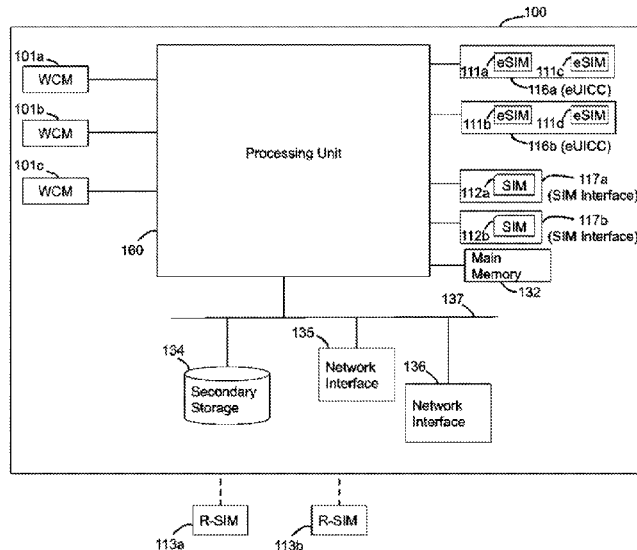 100
101a
WCM
101b
WCM
101c
WCM
Processing Unit
160
111a
eSIM
111c
eSIM
116a (eUICC)
111b
eSIM
111d
eSIM
116b (eUICC)
112a
SIM
117a
(SIM Interface)
112b
SIM
117b
(SIM Interface)
Main
Memory
132
137
134
Secondary
Storage
135
Network
Interface
136
Network
Interface
R-SIM
113a
R-SIM
113b